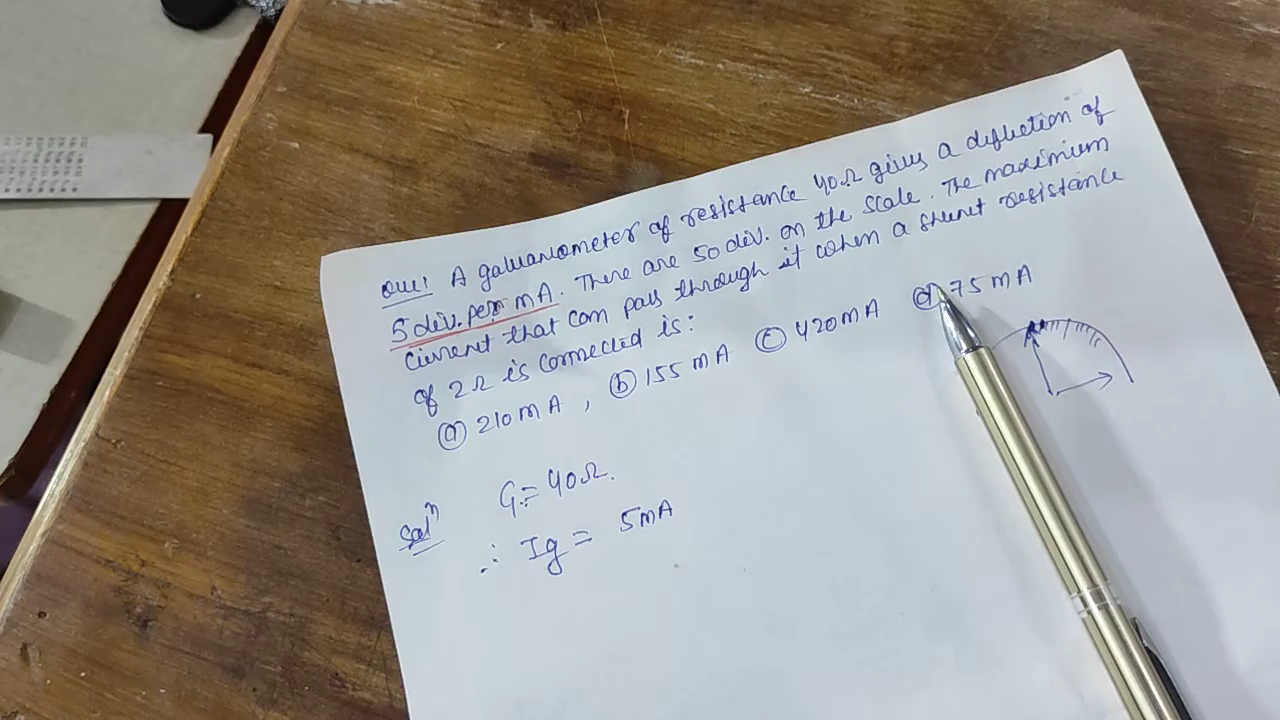 Que: A galvanometer of resistance 40Ω gives a deflection of
5 div. per mA. There are 50 div. on the scale. The maximum
current that can pass through it when a shunt resistance
of 2Ω is connected is:
(a) 210 mA , (b) 155 mA (c) 420 mA (d) 75 mA
Solⁿ G = 40Ω.
∴ Ig = 5mA